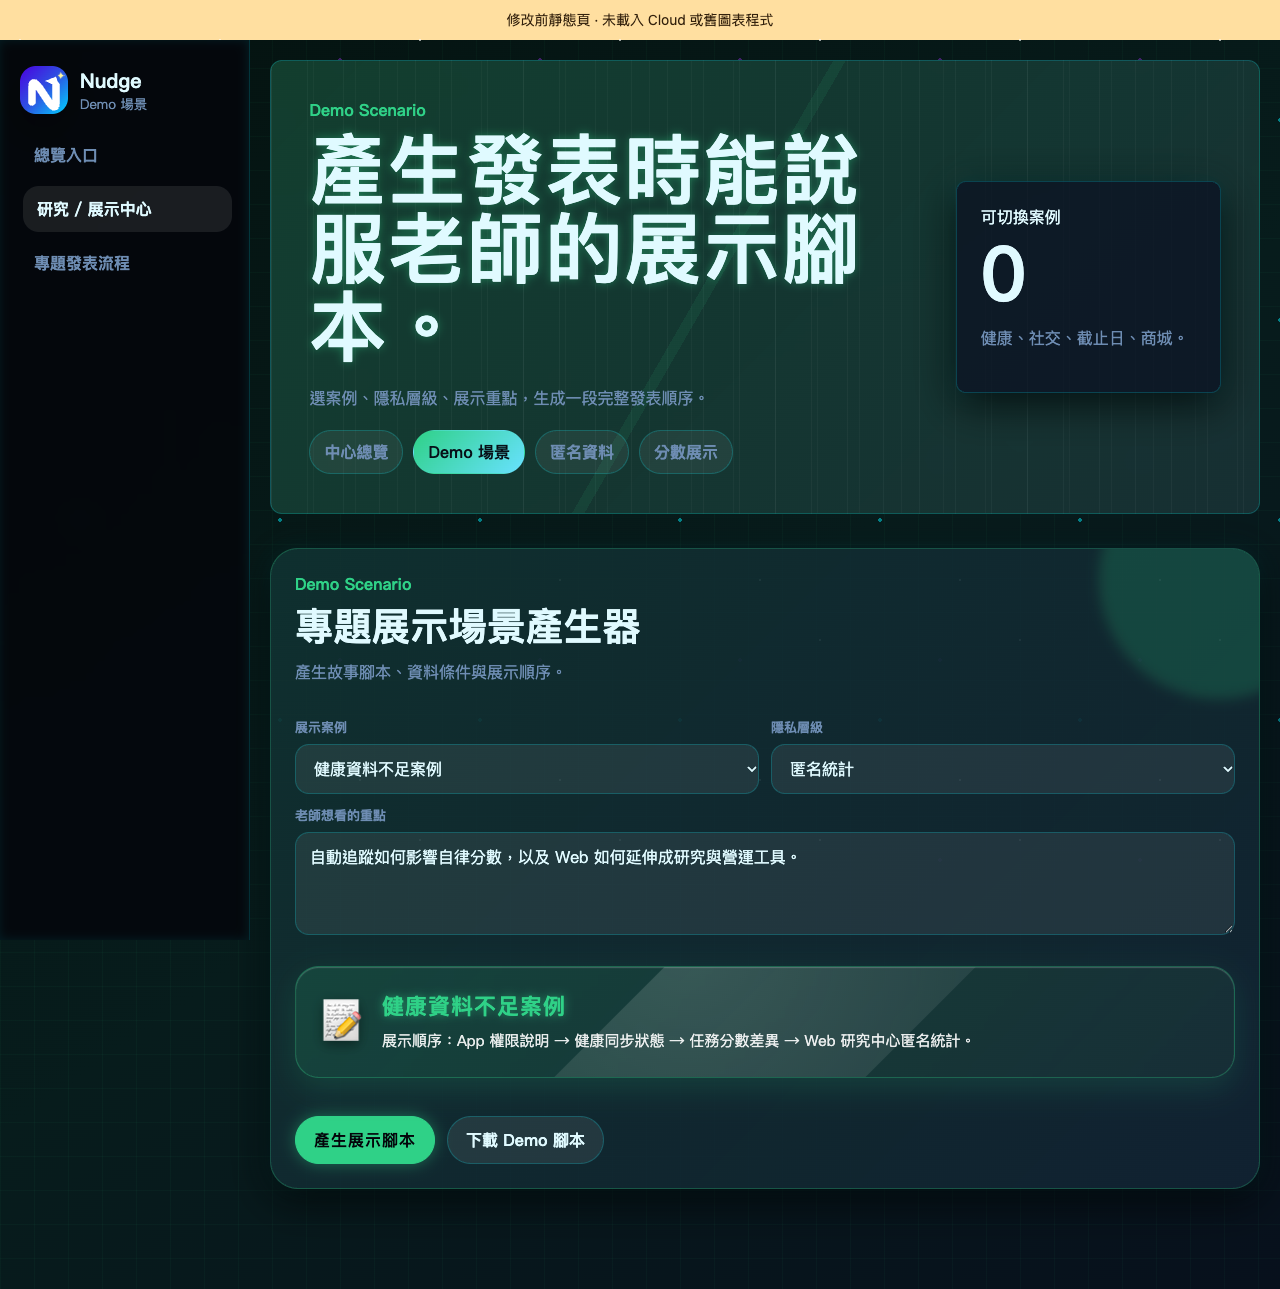 修改前靜態頁 · 未載入 Cloud 或舊圖表程式
Nudge
Demo 場景
總覽入口
研究 / 展示中心
專題發表流程
Demo Scenario
產生發表時能說
服老師的展示腳
本。
選案例、隱私層級、展示重點，生成一段完整發表順序。
中心總覽
Demo 場景
匿名資料
分數展示
可切換案例
0
健康、社交、截止日、商城。
Demo Scenario
專題展示場景產生器
產生故事腳本、資料條件與展示順序。
展示案例
隱私層級
健康資料不足案例
匿名統計
老師想看的重點
自動追蹤如何影響自律分數，以及 Web 如何延伸成研究與營運工具。
健康資料不足案例
展示順序：App 權限說明 → 健康同步狀態 → 任務分數差異 → Web 研究中心匿名統計。
產生展示腳本
下載 Demo 腳本